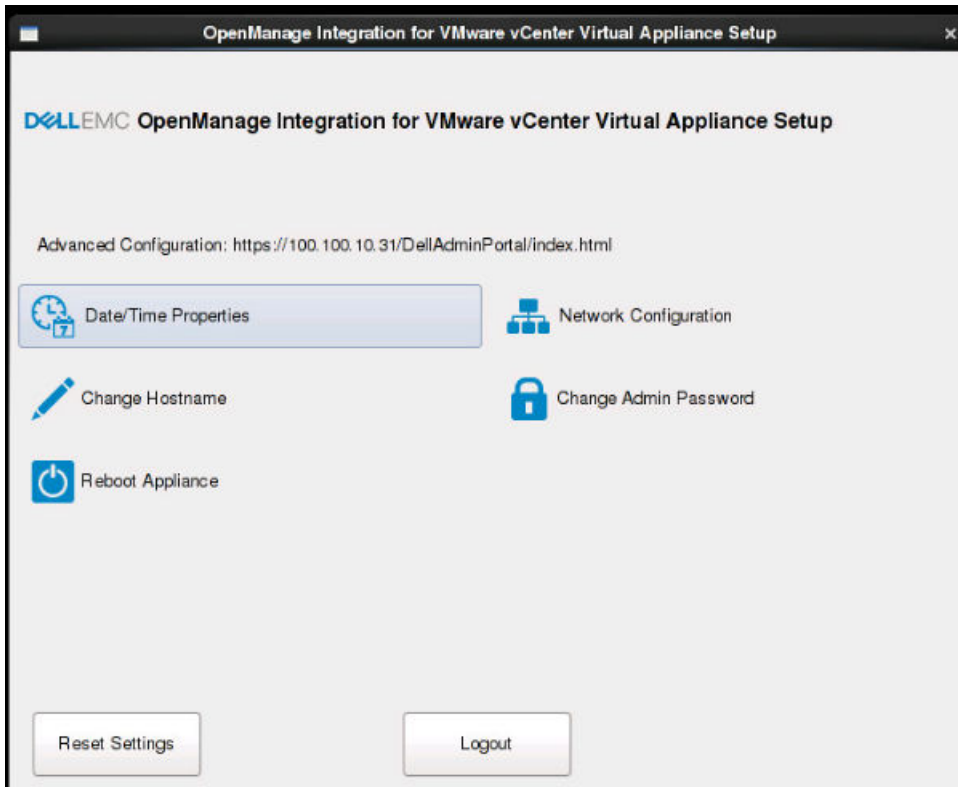 OpenManage Integration for VMware vCenter Virtual Appliance Setup
DELLEMC OpenManage Integration for VMware vCenter Virtual Appliance Setup
Advanced Configuration: https://100.100.10.31/DellAdminPortal/index.html
7 Date/Time Properties
Network Configuration
Change Hostname
Change Admin Password
Reboot Appliance
Reset Settings
Logout